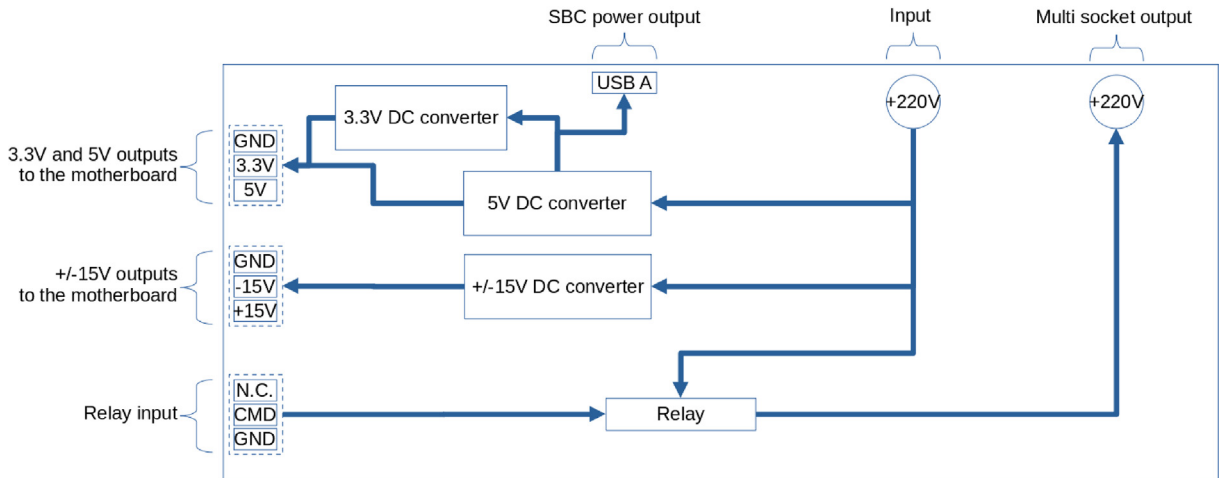 SBC power output
Input
Multi socket output
USB A
+220V
+220V
3.3V DC converter
3.3V and 5V outputs
to the motherboard
GND
3.3V
5V
5V DC converter
+/-15V outputs
to the motherboard
GND
-15V
+15V
+/-15V DC converter
Relay input
N.C.
CMD
GND
Relay